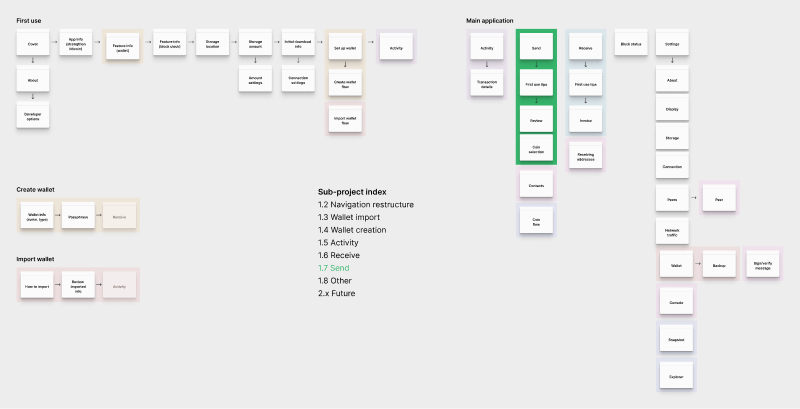 First use
Cover
App info
(strengthen
bitcoin)
Feature info
(wallet)
Feature info
(block clock)
Storage
location
Storage
amount
Initial download
info
Set up wallet
Activity
About
Developer
options
Amount
settings
Connection
settings
Create wallet
flow
Import wallet
flow
Main application
Activity
Send
Receive
Block status
Settings
Transaction
details
First use tips
First use tips
About
Review
Invoice
Display
Coin
selection
Receiving
addresses
Storage
Connection
Contacts
Peers
Peer
Coin
flow
Network
traffic
Wallet
Backup
Sign/verify
message
Console
Snapshot
Explorer
Create wallet
Wallet info
(name, type)
Passphrase
Receive
Import wallet
How to import
Review
imported
info
Activity
Sub-project index
1.2 Navigation restructure
1.3 Wallet import
1.4 Wallet creation
1.5 Activity
1.6 Receive
1.7 Send
1.8 Other
2.x Future